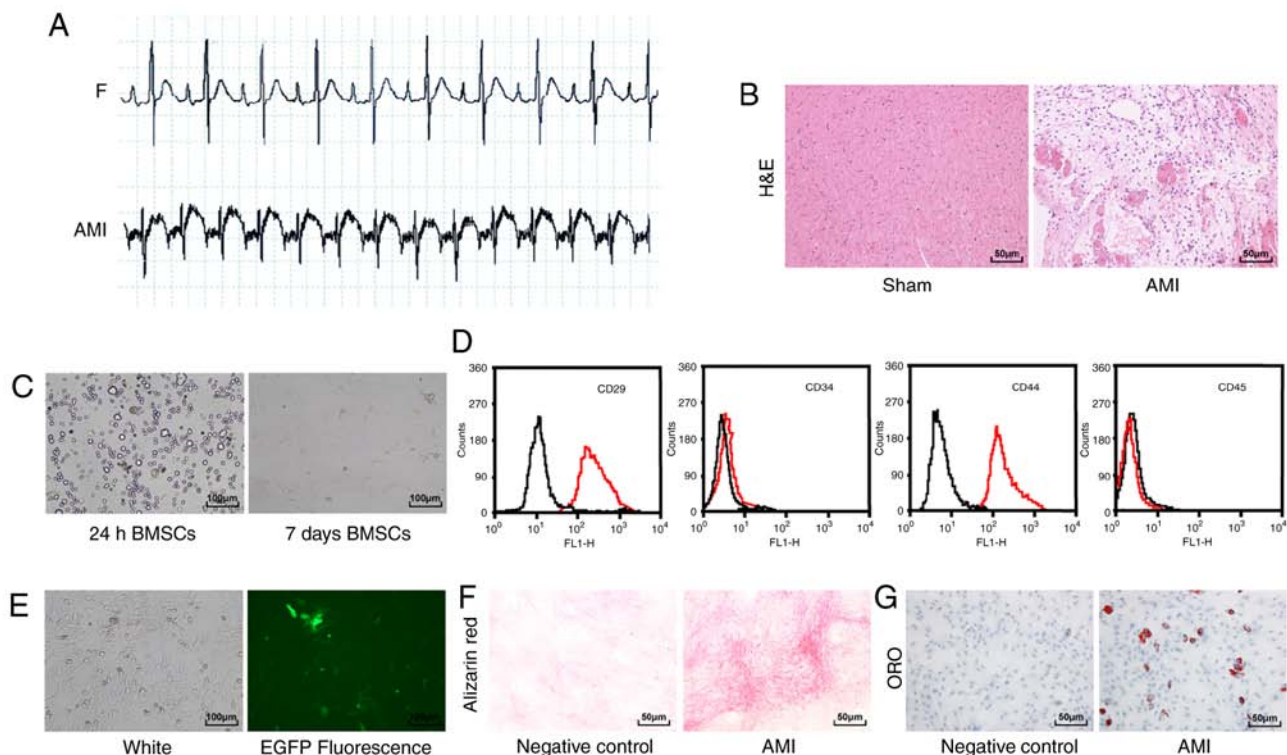 A
F
AMI
B
H&E
50µm
50µm
Sham
AMI
C
100µm
100µm
24 h BMSCs
7 days BMSCs
D
360
270
180
90
0
Counts
CD29
10⁰ 10¹ 10² 10³ 10⁴
FL1-H
360
270
180
90
0
Counts
CD34
10⁰ 10¹ 10² 10³ 10⁴
FL1-H
360
270
180
90
0
Counts
CD44
10⁰ 10¹ 10² 10³ 10⁴
FL1-H
360
270
180
90
0
Counts
CD45
10⁰ 10¹ 10² 10³ 10⁴
FL1-H
E
100µm
100µm
White
EGFP Fluorescence
F
Alizarin red
50µm
50µm
Negative control
AMI
G
ORO
50µm
50µm
Negative control
AMI